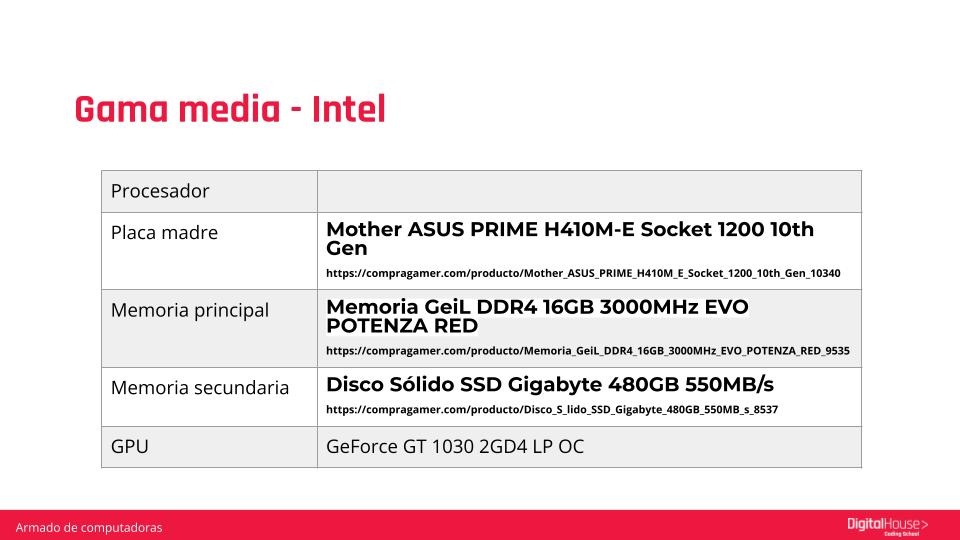 Gama media - Intel
Procesador
Placa madre
Mother ASUS PRIME H410M-E Socket 1200 10th
Gen
https://compragamer.com/producto/Mother_ASUS_PRIME_H410M_E_Socket_1200_10th_Gen_10340
Memoria principal
Memoria GeiL DDR4 16GB 3000MHz EVO
POTENZA RED
https://compragamer.com/producto/Memoria_GeiL_DDR4_16GB_3000MHz_EVO_POTENZA_RED_9535
Memoria secundaria
Disco Sólido SSD Gigabyte 480GB 550MB/s
https://compragamer.com/producto/Disco_S_lido_SSD_Gigabyte_480GB_550MB_s_8537
GPU
GeForce GT 1030 2GD4 LP OC
Armado de computadoras
DigitalHouse>
Coding School